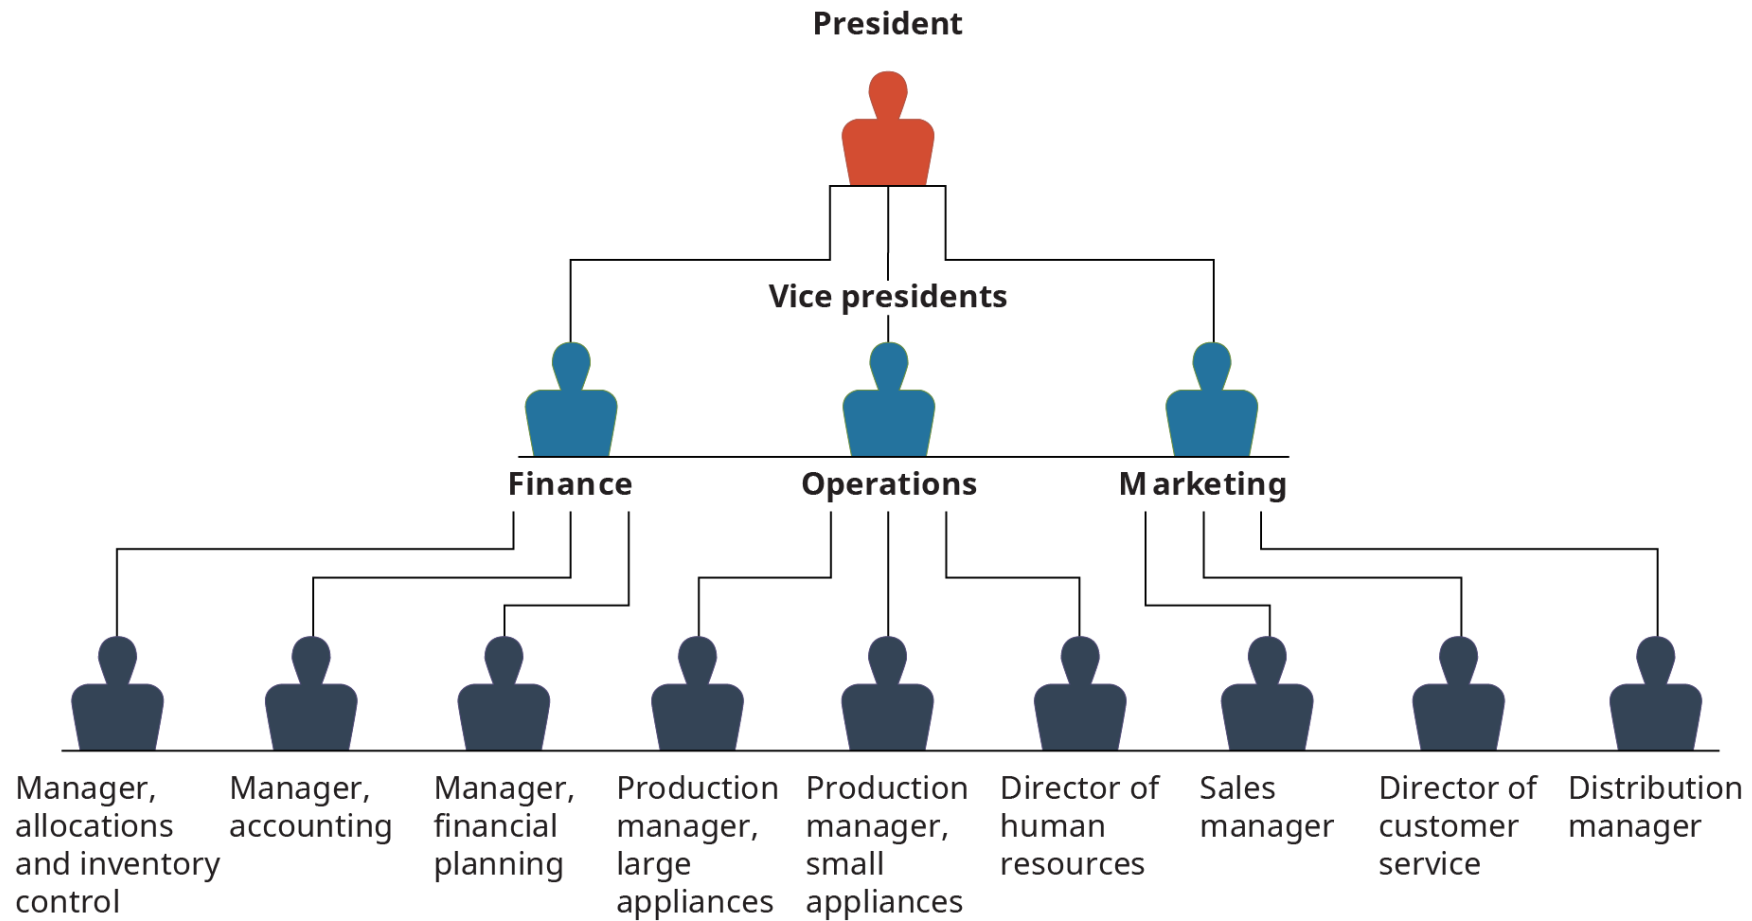 President
Vice presidents
Finance
Operations
Marketing
Manager,
allocations
and inventory
control
Manager,
accounting
Manager,
financial
planning
Production
manager,
large
appliances
Production
manager,
small
appliances
Director of
human
resources
Sales
manager
Director of
customer
service
Distribution
manager